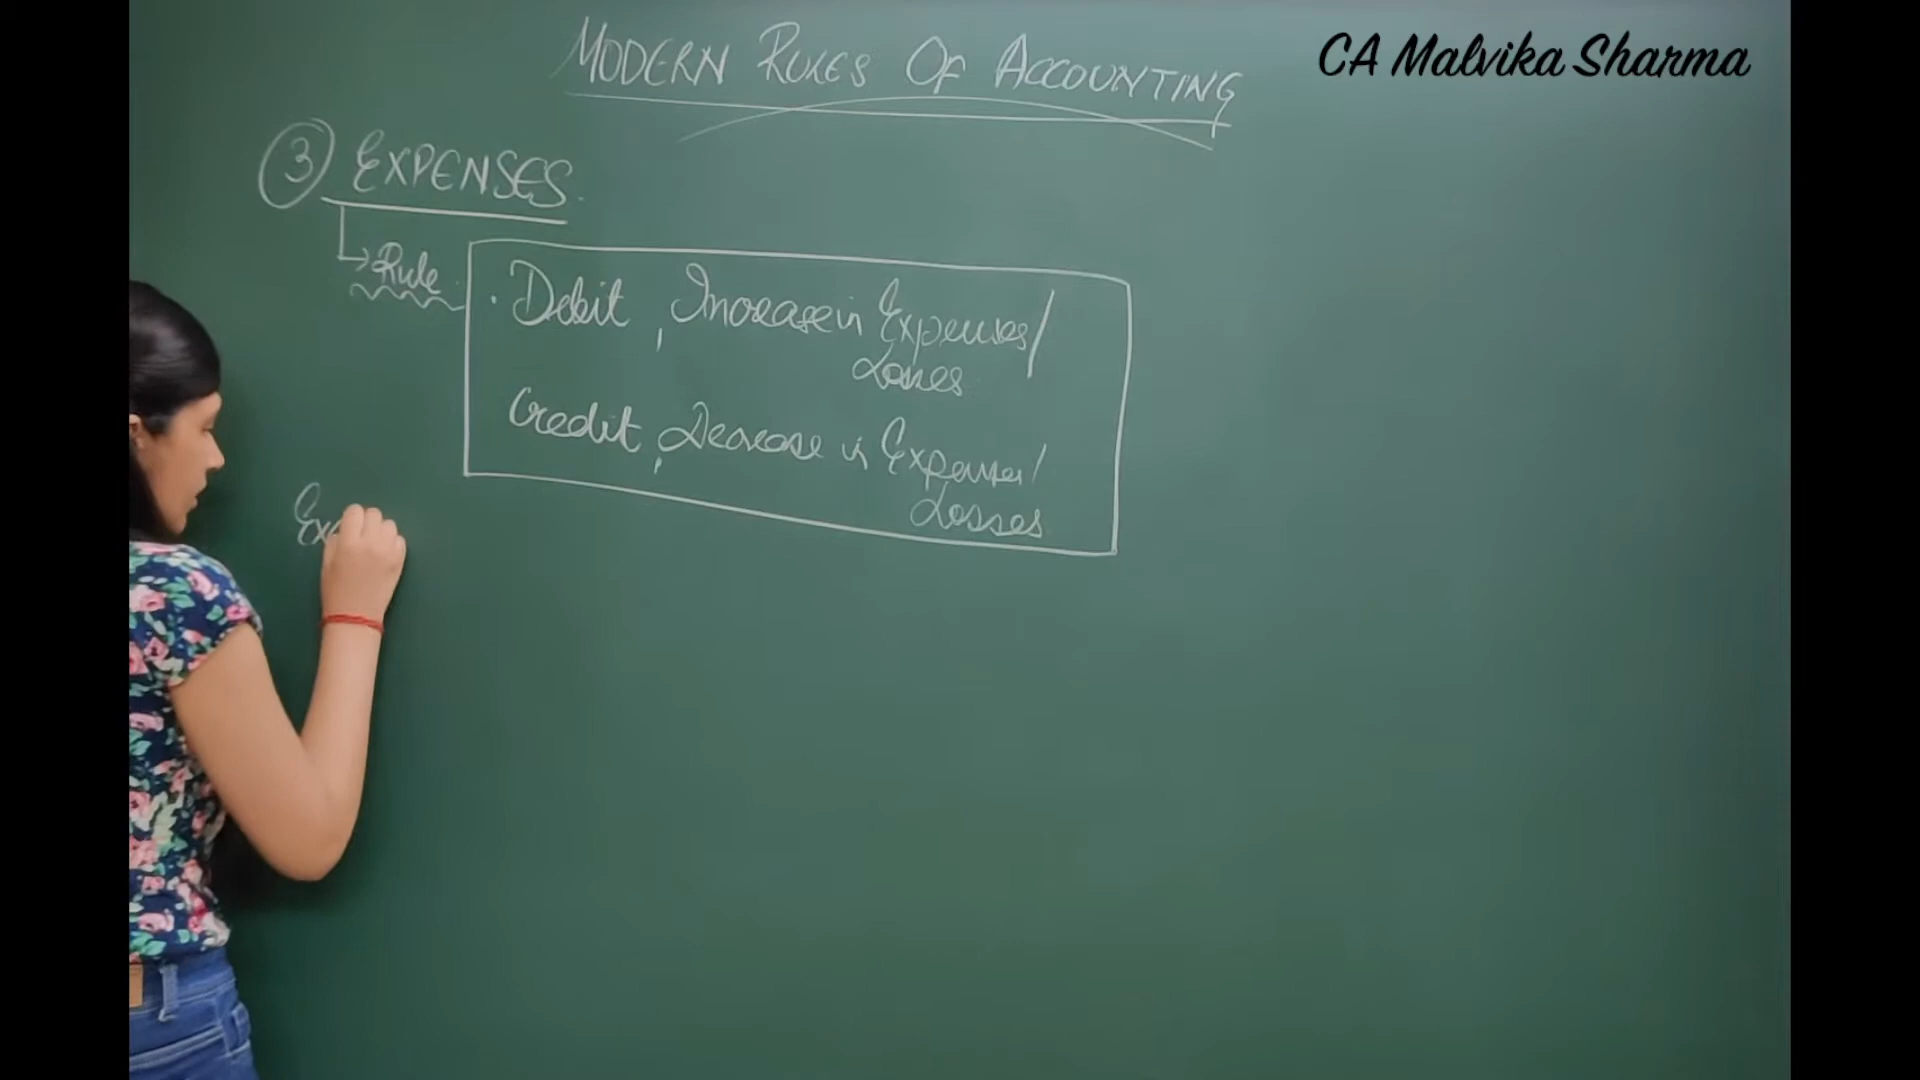 MODERN RULES OF ACCOUNTING
CA Malvika Sharma
③ EXPENSES.
↳ Rule.
• Debit, Increase in Expenses/
Losses
Credit, Decrease in Expenses/
Losses
Ex